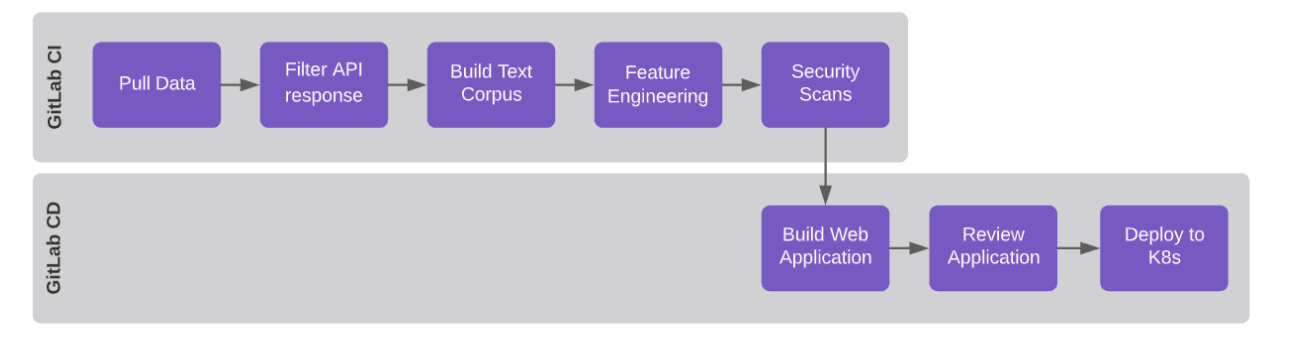 GitLab CI
Pull Data
Filter API
response
Build Text
Corpus
Feature
Engineering
Security
Scans
GitLab CD
Build Web
Application
Review
Application
Deploy to
K8s